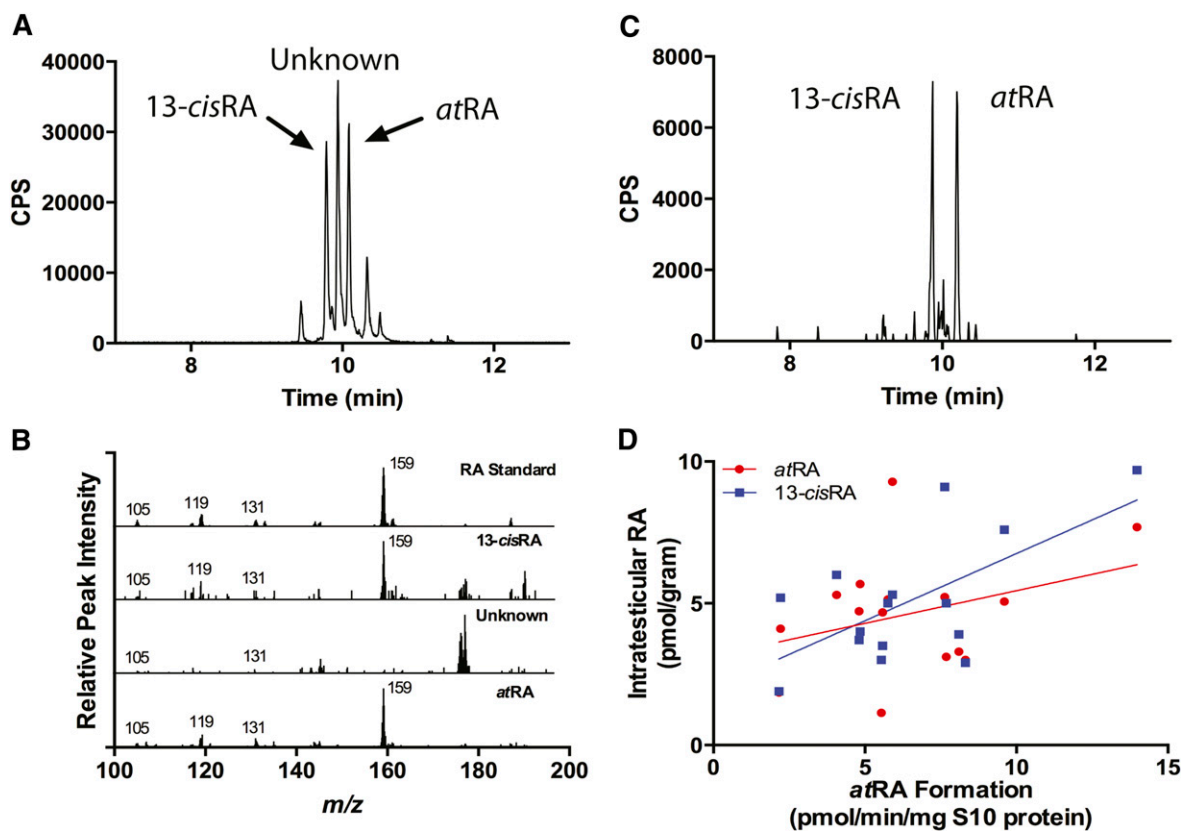 A
Unknown
13-cisRA
atRA
40000
30000
20000
10000
0
CPS
8
10
12
Time (min)
C
13-cisRA
atRA
8000
6000
4000
2000
0
CPS
8
10
12
Time (min)
B
Relative Peak Intensity
RA Standard
105
119
131
159
13-cisRA
105
119
131
159
Unknown
105
131
atRA
105
119
131
159
100
120
140
160
180
200
m/z
D
atRA
13-cisRA
10
5
0
Intratesticular RA
(pmol/gram)
0
5
10
15
atRA Formation
(pmol/min/mg S10 protein)